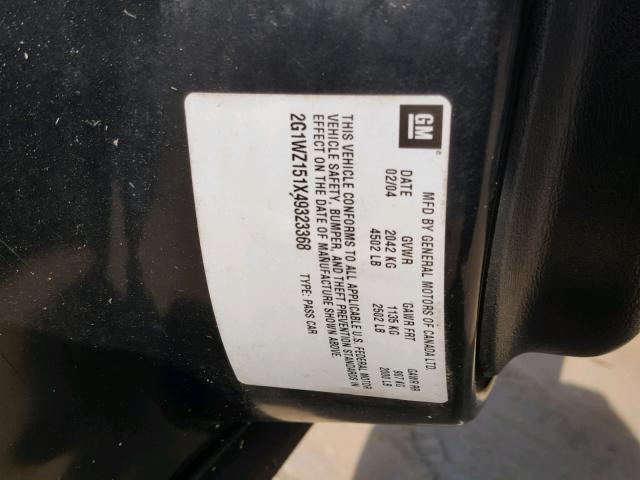 GM
MFD BY GENERAL MOTORS OF CANADA LTD.
DATE GVWR GAWR FRT GAWR RR
02/04 2042 KG 1135 KG 907 KG
4502 LB 2502 LB 2000 LB
THIS VEHICLE CONFORMS TO ALL APPLICABLE U.S. FEDERAL MOTOR
VEHICLE SAFETY, BUMPER, AND THEFT PREVENTION STANDARDS IN
EFFECT ON THE DATE OF MANUFACTURE SHOWN ABOVE.
2G1WZ151X49323368 TYPE: PASS CAR